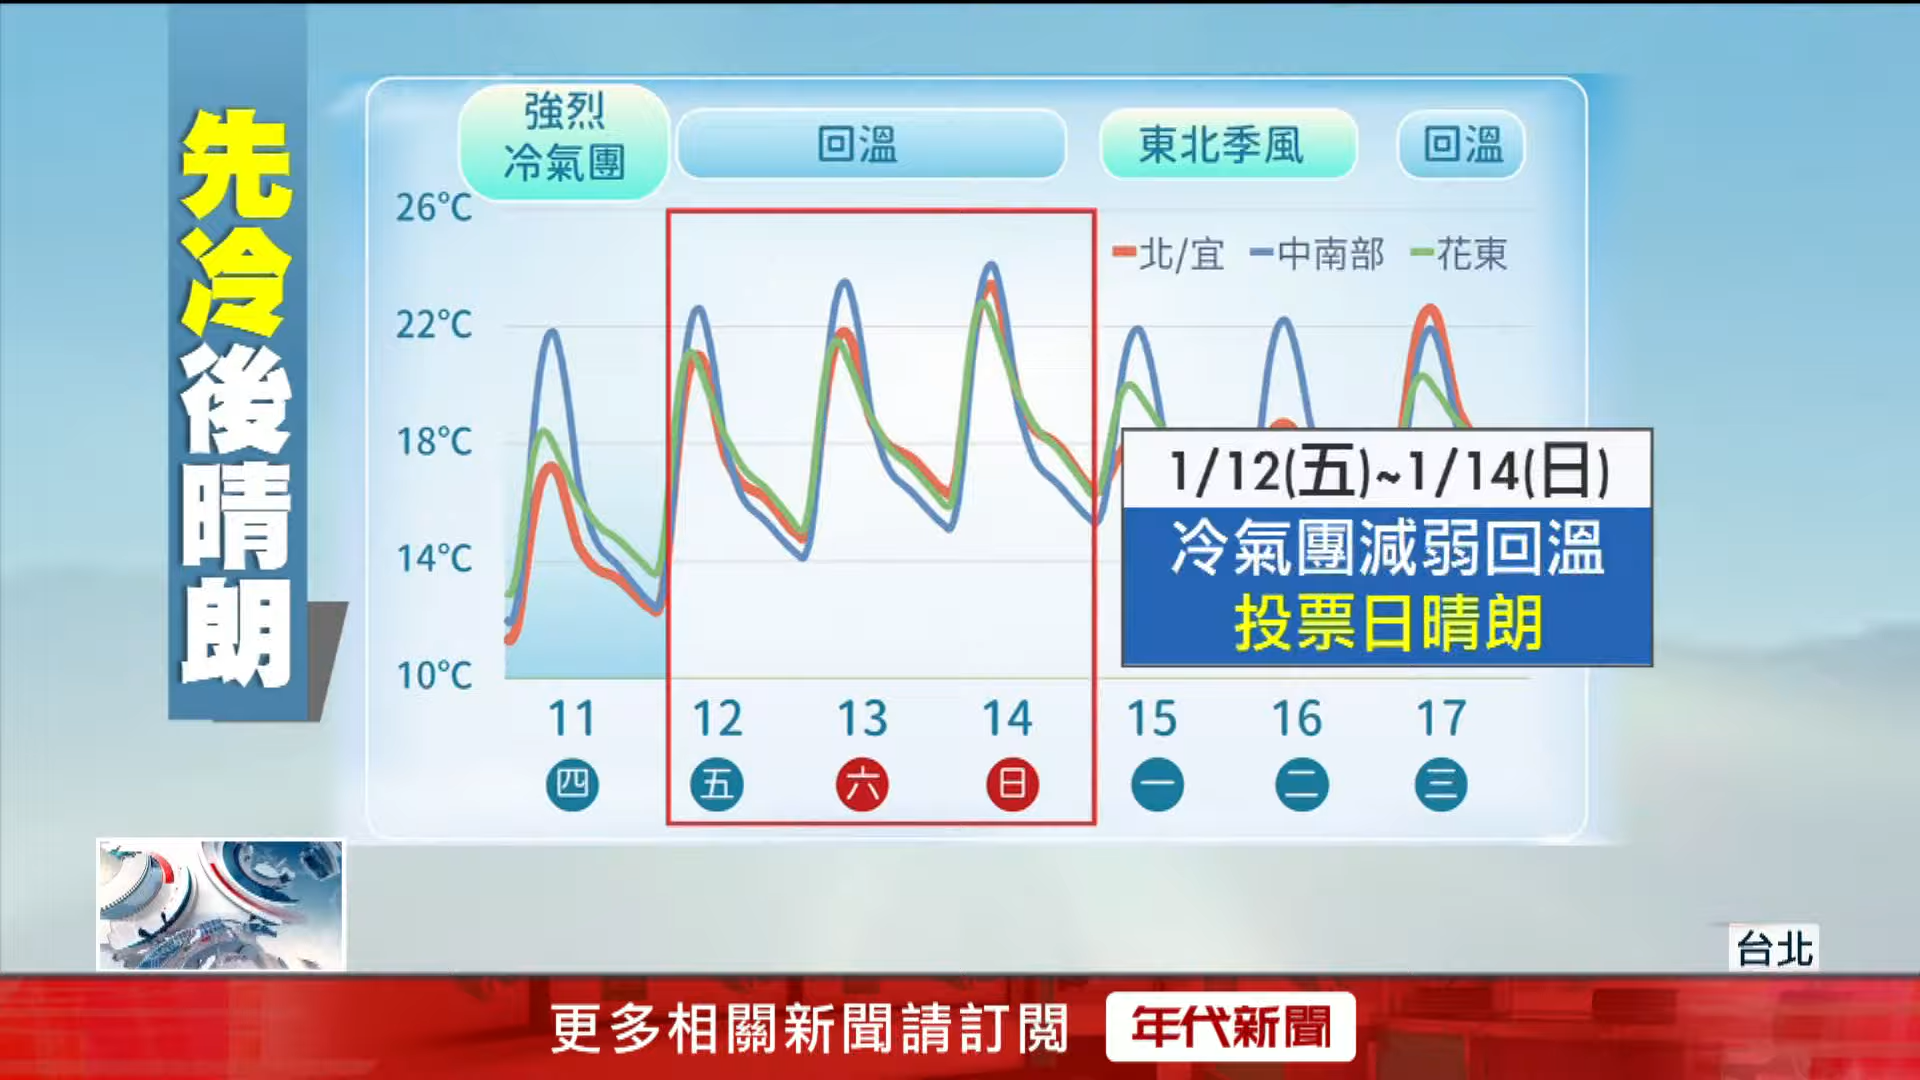 先冷後晴朗
強烈
冷氣團
回溫
東北季風
回溫
26°C
22°C
18°C
14°C
10°C
北/宜
中南部
花東
1/12(五)~1/14(日)
冷氣團減弱回溫
投票日晴朗
11
12
13
14
15
16
17
四
五
六
日
一
二
三
台北
更多相關新聞請訂閱
年代新聞